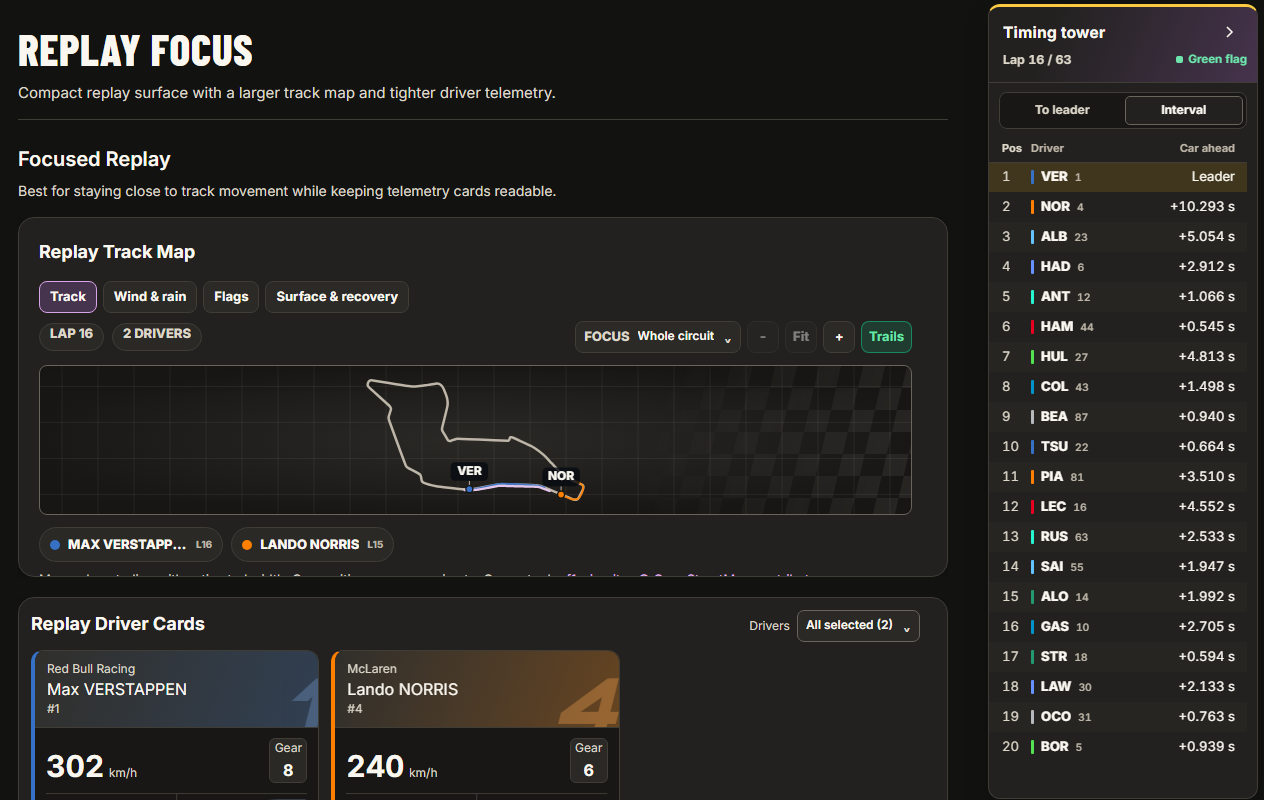 REPLAY FOCUS
Compact replay surface with a larger track map and tighter driver telemetry.
Focused Replay
Best for staying close to track movement while keeping telemetry cards readable.
Replay Track Map
Track Wind & rain Flags Surface & recovery
LAP 16 2 DRIVERS FOCUS Whole circuit - Fit + Trails
VER NOR
MAX VERSTAPP... L16 LANDO NORRIS L15
Replay Driver Cards Drivers All selected (2)
Red Bull Racing
Max VERSTAPPEN
#1
1
302 km/h
Gear
8
McLaren
Lando NORRIS
#4
4
240 km/h
Gear
6
Timing tower
Lap 16 / 63 Green flag
To leader Interval
Pos Driver Car ahead
1 VER 1 Leader
2 NOR 4 +10.293 s
3 ALB 23 +5.054 s
4 HAD 6 +2.912 s
5 ANT 12 +1.066 s
6 HAM 44 +0.545 s
7 HUL 27 +4.813 s
8 COL 43 +1.498 s
9 BEA 87 +0.940 s
10 TSU 22 +0.664 s
11 PIA 81 +3.510 s
12 LEC 16 +4.552 s
13 RUS 63 +2.533 s
14 SAI 55 +1.947 s
15 ALO 14 +1.992 s
16 GAS 10 +2.705 s
17 STR 18 +0.594 s
18 LAW 30 +2.133 s
19 OCO 31 +0.763 s
20 BOR 5 +0.939 s